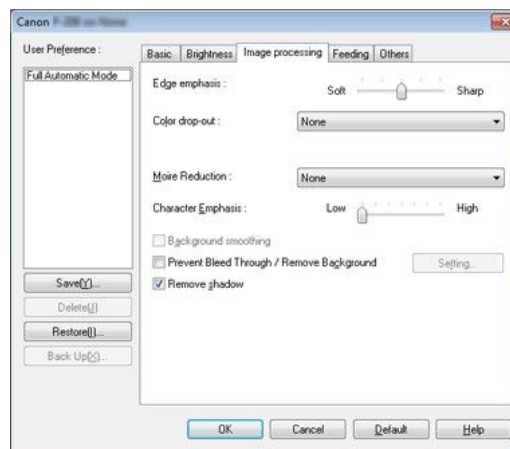 Canon
User Preference :
Full Automatic Mode
Save(Y)...
Delete(J)
Restore(I)...
Back Up(X)...
Basic Brightness Image processing Feeding Others
Edge emphasis : Soft Sharp
Color drop-out : None
Moire Reduction : None
Character Emphasis : Low High
Background smoothing
Prevent Bleed Through / Remove Background Setting...
Remove shadow
OK Cancel Default Help